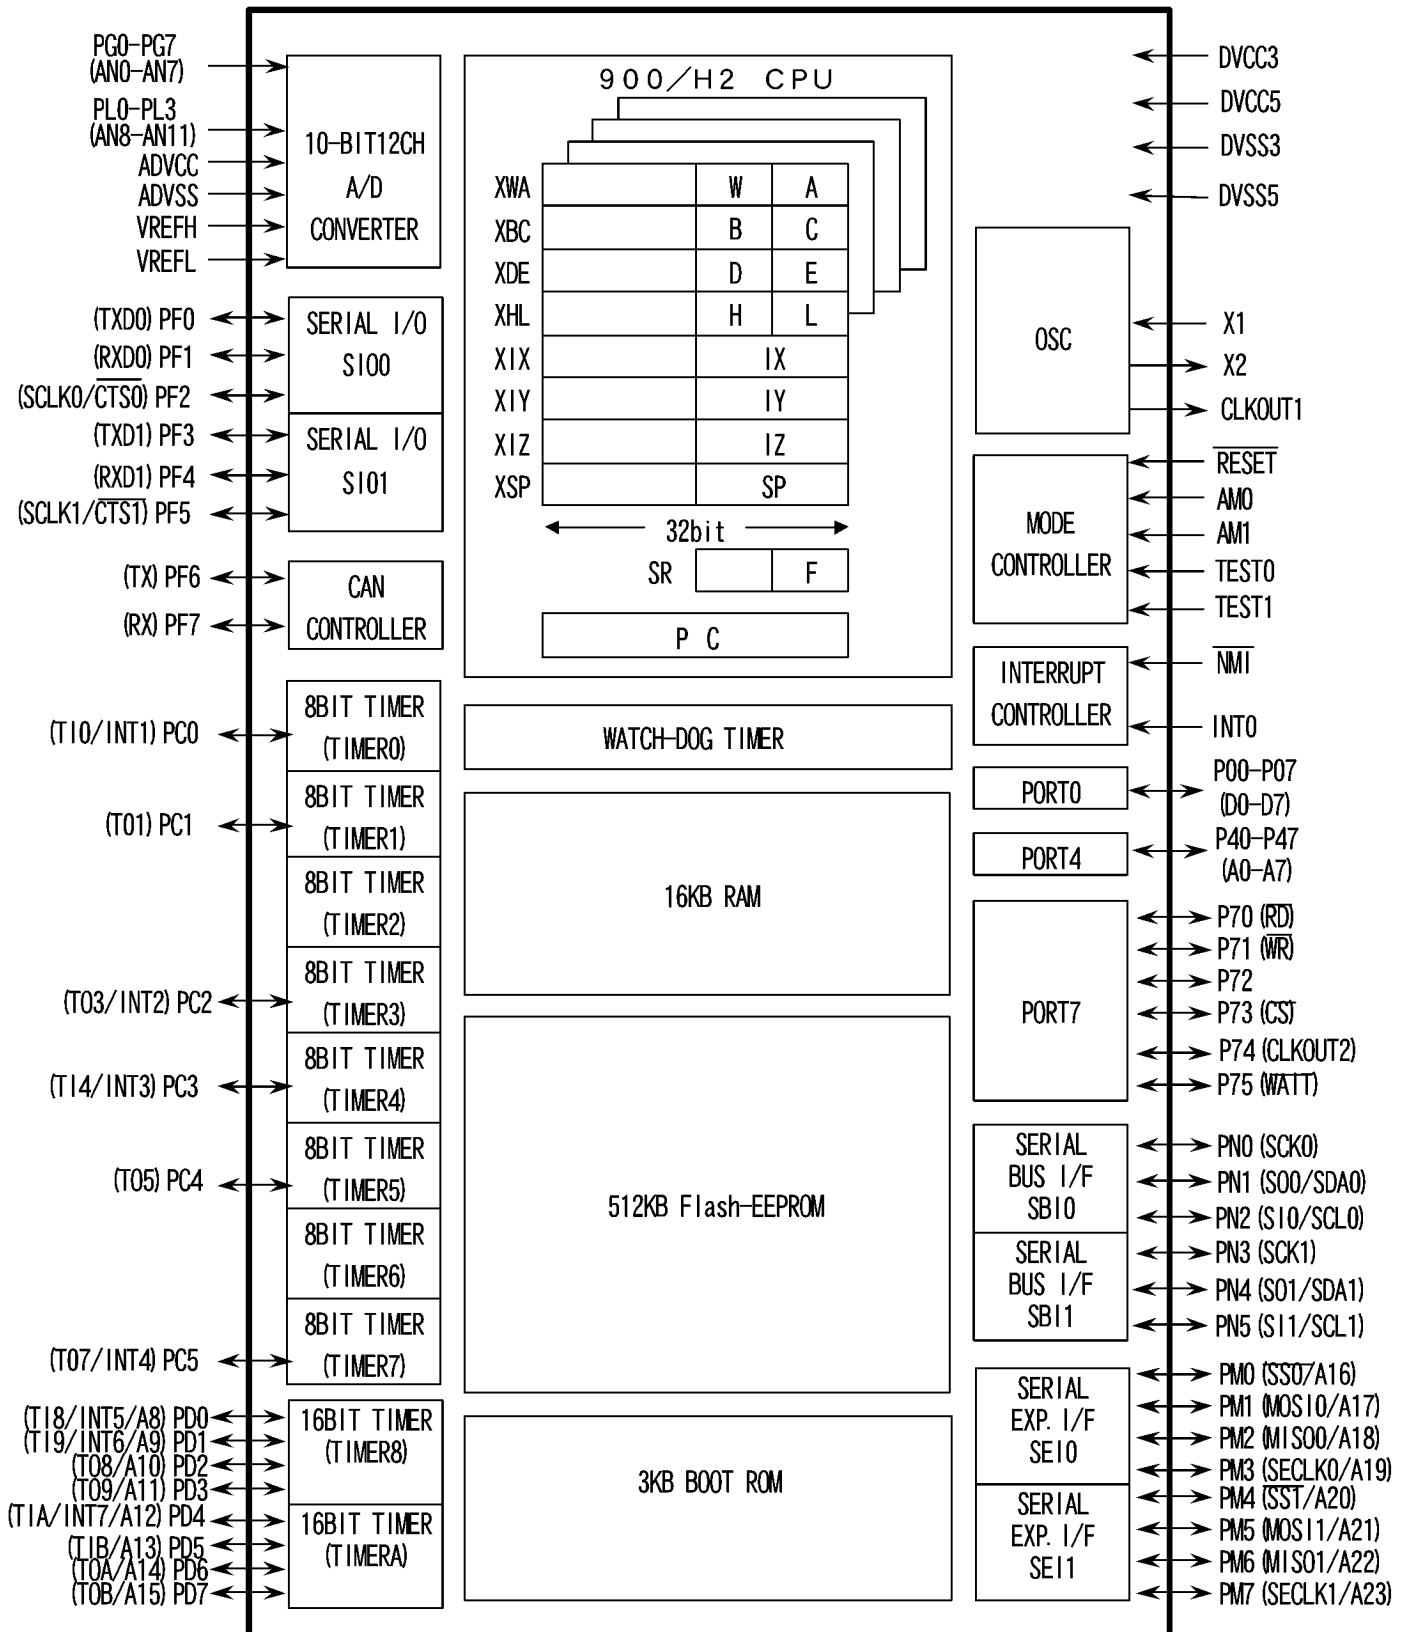 PG0-PG7
(AN0-AN7)
PL0-PL3
(AN8-AN11)
ADVCC
ADVSS
VREFH
VREFL
10-BIT12CH
A/D
CONVERTER
(TXD0) PF0
(RXD0) PF1
(SCLK0/CTS0) PF2
SERIAL I/O
SIO0
(TXD1) PF3
(RXD1) PF4
(SCLK1/CTS1) PF5
SERIAL I/O
SIO1
(TX) PF6
(RX) PF7
CAN
CONTROLLER
(TI0/INT1) PC0
8BIT TIMER
(TIMER0)
(TO1) PC1
8BIT TIMER
(TIMER1)
8BIT TIMER
(TIMER2)
(TO3/INT2) PC2
8BIT TIMER
(TIMER3)
(TI4/INT3) PC3
8BIT TIMER
(TIMER4)
(TO5) PC4
8BIT TIMER
(TIMER5)
8BIT TIMER
(TIMER6)
(TO7/INT4) PC5
8BIT TIMER
(TIMER7)
(TI8/INT5/A8) PD0
(TI9/INT6/A9) PD1
(TO8/A10) PD2
(TO9/A11) PD3
16BIT TIMER
(TIMER8)
(TIA/INT7/A12) PD4
(TIB/A13) PD5
(TOA/A14) PD6
(TOB/A15) PD7
16BIT TIMER
(TIMERA)
900/H2 CPU
XWA W A
XBC B C
XDE D E
XHL H L
XIX IX
XIY IY
XIZ IZ
XSP SP
32bit
SR F
P C
WATCH-DOG TIMER
16KB RAM
512KB Flash-EEPROM
3KB BOOT ROM
DVCC3
DVCC5
DVSS3
DVSS5
OSC
X1
X2
CLKOUT1
MODE
CONTROLLER
RESET
AM0
AM1
TEST0
TEST1
INTERRUPT
CONTROLLER
NMI
INT0
PORT0
P00-P07
(D0-D7)
PORT4
P40-P47
(A0-A7)
PORT7
P70 (RD)
P71 (WR)
P72
P73 (CS)
P74 (CLKOUT2)
P75 (WAIT)
SERIAL
BUS I/F
SBI0
PN0 (SCK0)
PN1 (SO0/SDA0)
PN2 (SI0/SCL0)
SERIAL
BUS I/F
SBI1
PN3 (SCK1)
PN4 (SO1/SDA1)
PN5 (SI1/SCL1)
SERIAL
EXP. I/F
SEI0
PM0 (SS0/A16)
PM1 (MOSI0/A17)
PM2 (MISO0/A18)
PM3 (SECLK0/A19)
SERIAL
EXP. I/F
SEI1
PM4 (SS1/A20)
PM5 (MOSI1/A21)
PM6 (MISO1/A22)
PM7 (SECLK1/A23)